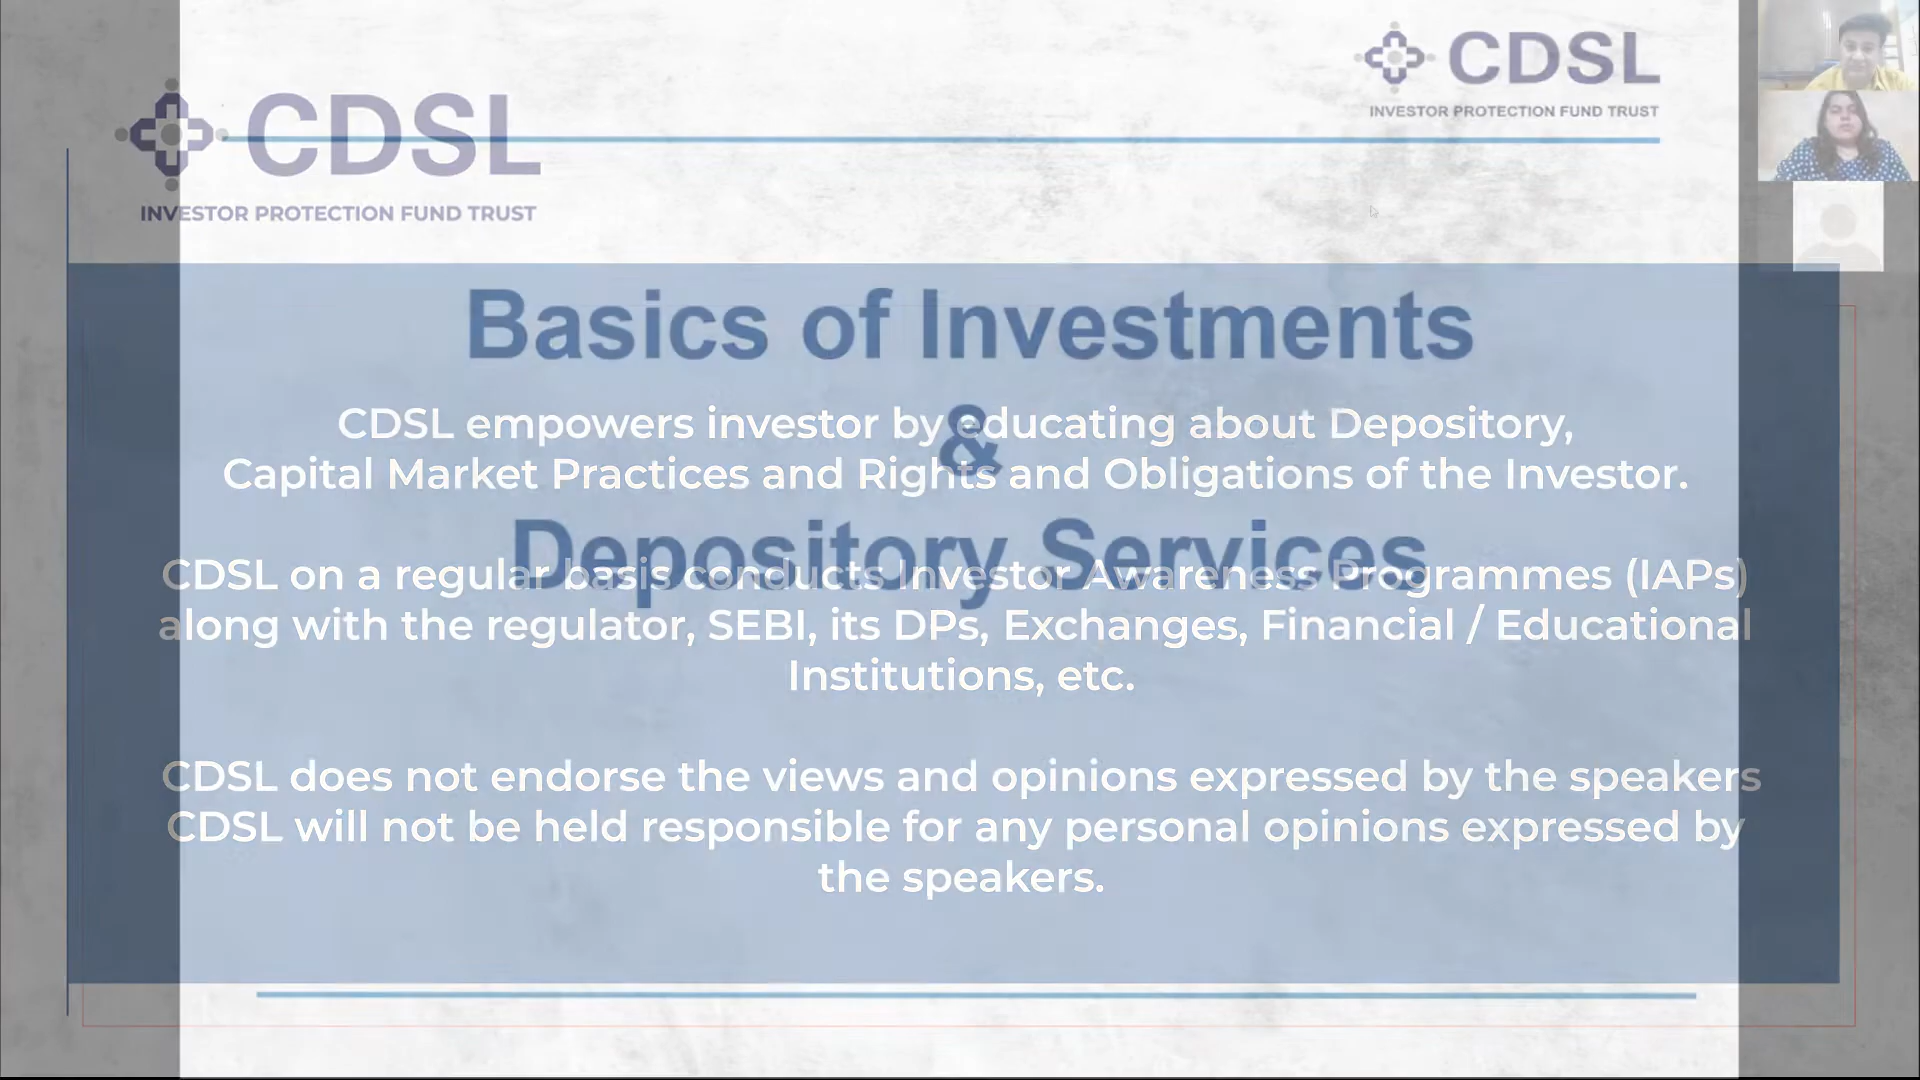 CDSL
INVESTOR PROTECTION FUND TRUST
CDSL
INVESTOR PROTECTION FUND TRUST
Basics of Investments
&
Depository Services
CDSL empowers investor by educating about Depository,
Capital Market Practices and Rights and Obligations of the Investor.
CDSL on a regular basis conducts Investor Awareness Programmes (IAPs)
along with the regulator, SEBI, its DPs, Exchanges, Financial / Educational
Institutions, etc.
CDSL does not endorse the views and opinions expressed by the speakers
CDSL will not be held responsible for any personal opinions expressed by
the speakers.